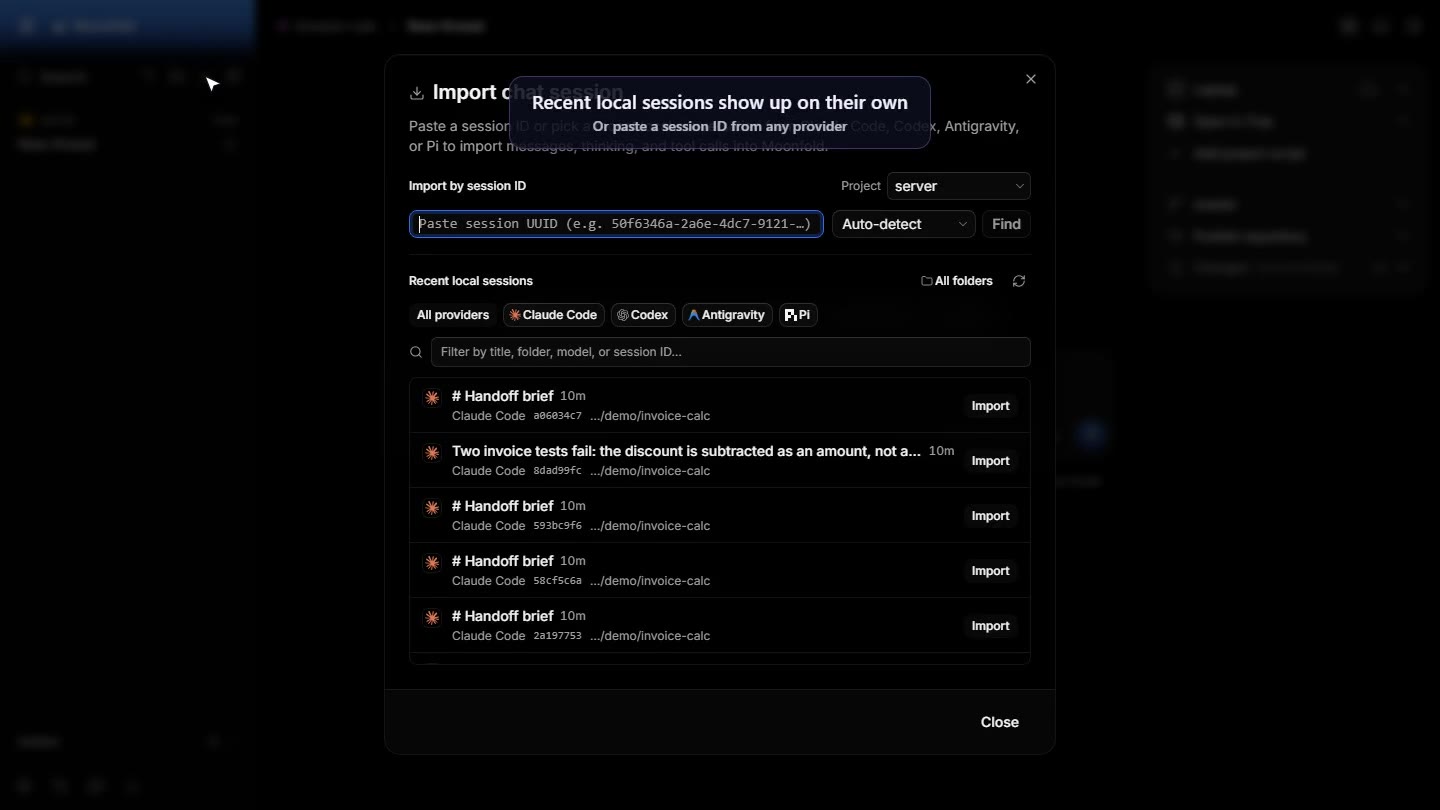 Import chat session
Recent local sessions show up on their own
Or paste a session ID from any provider
Paste a session ID or pick a Code, Codex, Antigravity,
or Pi to import messages, thinking, and tool calls into Moonfold.
Import by session ID
Project
server
Paste session UUID (e.g. 50f6346a-2a6e-4dc7-9121-…)
Auto-detect
Find
Recent local sessions
All folders
All providers
Claude Code
Codex
Antigravity
Pi
Filter by title, folder, model, or session ID...
# Handoff brief 10m
Claude Code a06034c7 .../demo/invoice-calc
Import
Two invoice tests fail: the discount is subtracted as an amount, not a... 10m
Claude Code 8dad99fc .../demo/invoice-calc
Import
# Handoff brief 10m
Claude Code 593bc9f6 .../demo/invoice-calc
Import
# Handoff brief 10m
Claude Code 58cf5c6a .../demo/invoice-calc
Import
# Handoff brief 10m
Claude Code 2a197753 .../demo/invoice-calc
Import
Close